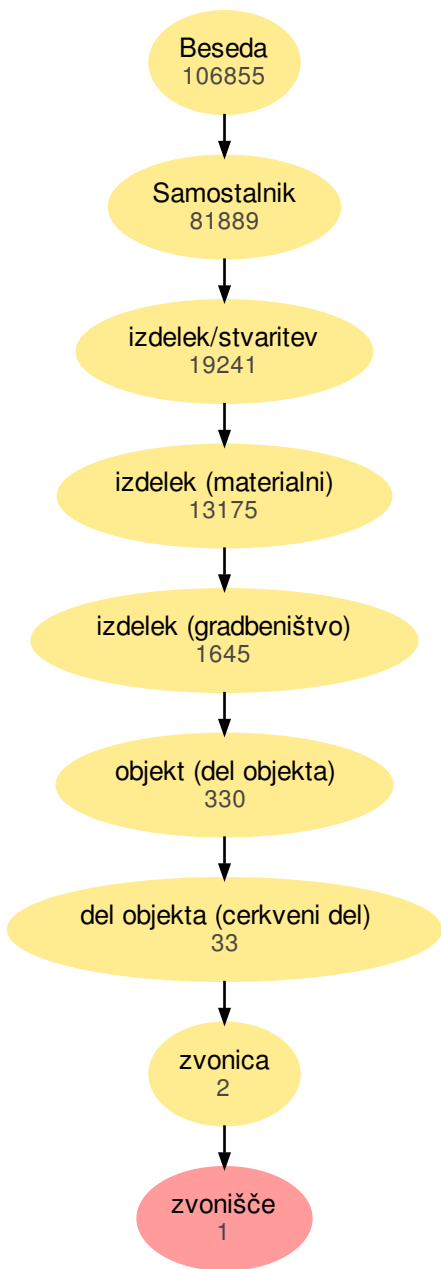 Beseda
106855
Samostalnik
81889
izdelek/stvaritev
19241
izdelek (materialni)
13175
izdelek (gradbeništvo)
1645
objekt (del objekta)
330
del objekta (cerkveni del)
33
zvonica
2
zvonišče
1